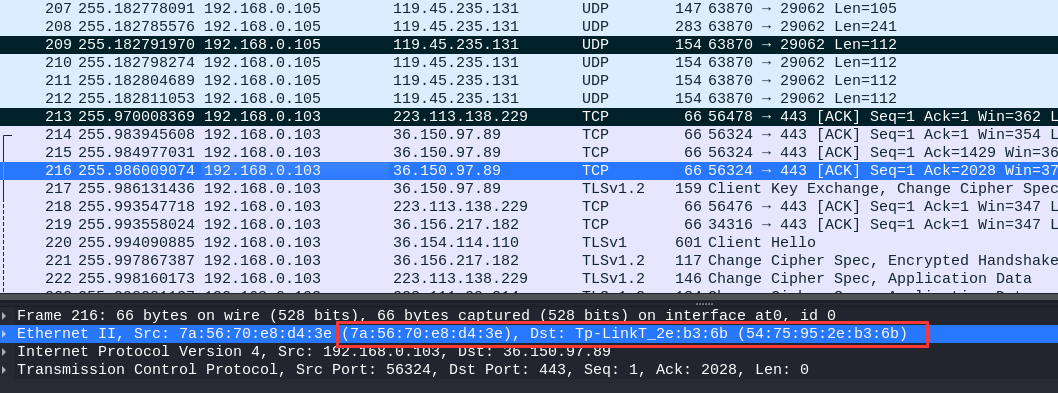 207 255.182778091 192.168.0.105 119.45.235.131 UDP 147 63870 → 29062 Len=105
208 255.182785576 192.168.0.105 119.45.235.131 UDP 283 63870 → 29062 Len=241
209 255.182791970 192.168.0.105 119.45.235.131 UDP 154 63870 → 29062 Len=112
210 255.182798274 192.168.0.105 119.45.235.131 UDP 154 63870 → 29062 Len=112
211 255.182804689 192.168.0.105 119.45.235.131 UDP 154 63870 → 29062 Len=112
212 255.182811053 192.168.0.105 119.45.235.131 UDP 154 63870 → 29062 Len=112
213 255.970008369 192.168.0.103 223.113.138.229 TCP 66 56478 → 443 [ACK] Seq=1 Ack=1 Win=362 L
214 255.983945608 192.168.0.103 36.150.97.89 TCP 66 56324 → 443 [ACK] Seq=1 Ack=1 Win=354 L
215 255.984977031 192.168.0.103 36.150.97.89 TCP 66 56324 → 443 [ACK] Seq=1 Ack=1429 Win=36
216 255.986009074 192.168.0.103 36.150.97.89 TCP 66 56324 → 443 [ACK] Seq=1 Ack=2028 Win=37
217 255.986131436 192.168.0.103 36.150.97.89 TLSv1.2 159 Client Key Exchange, Change Cipher Spec
218 255.993547718 192.168.0.103 223.113.138.229 TCP 66 56476 → 443 [ACK] Seq=1 Ack=1 Win=347 L
219 255.993558024 192.168.0.103 36.156.217.182 TCP 66 34316 → 443 [ACK] Seq=1 Ack=1 Win=347 L
220 255.994090885 192.168.0.103 36.154.114.110 TLSv1 601 Client Hello
221 255.997867387 192.168.0.103 36.156.217.182 TLSv1.2 117 Change Cipher Spec, Encrypted Handshake
222 255.998160173 192.168.0.103 223.113.138.229 TLSv1.2 146 Change Cipher Spec, Application Data
Frame 216: 66 bytes on wire (528 bits), 66 bytes captured (528 bits) on interface at0, id 0
Ethernet II, Src: 7a:56:70:e8:d4:3e (7a:56:70:e8:d4:3e), Dst: Tp-LinkT_2e:b3:6b (54:75:95:2e:b3:6b)
Internet Protocol Version 4, Src: 192.168.0.103, Dst: 36.150.97.89
Transmission Control Protocol, Src Port: 56324, Dst Port: 443, Seq: 1, Ack: 2028, Len: 0